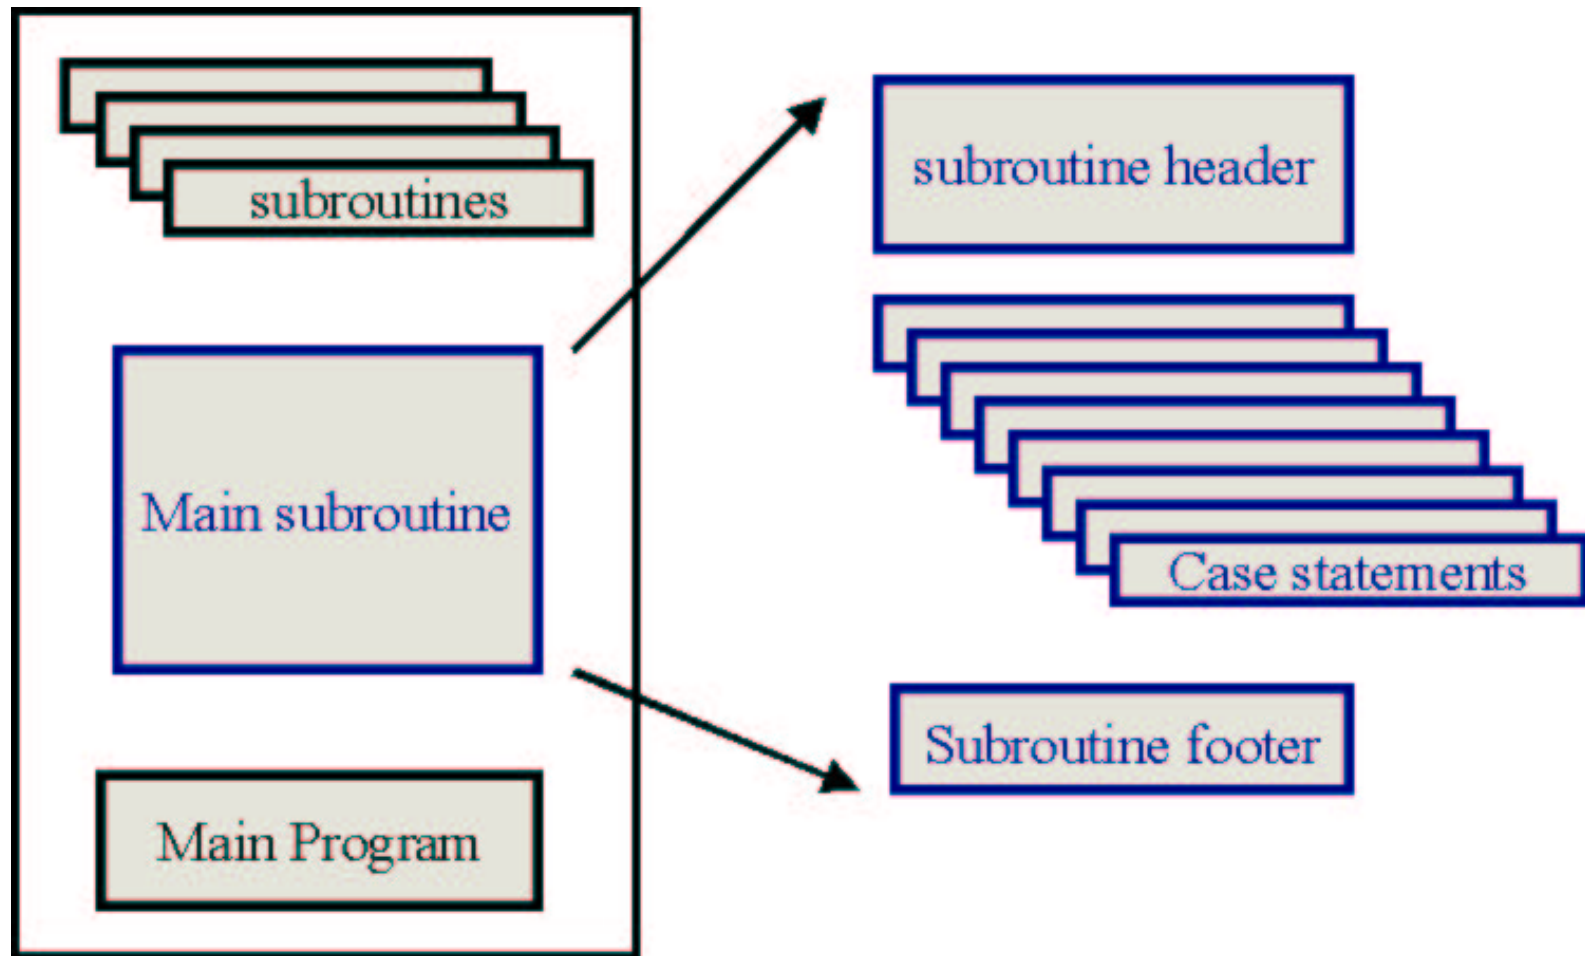 subroutines
Main subroutine
Main Program
subroutine header
Case statements
Subroutine footer